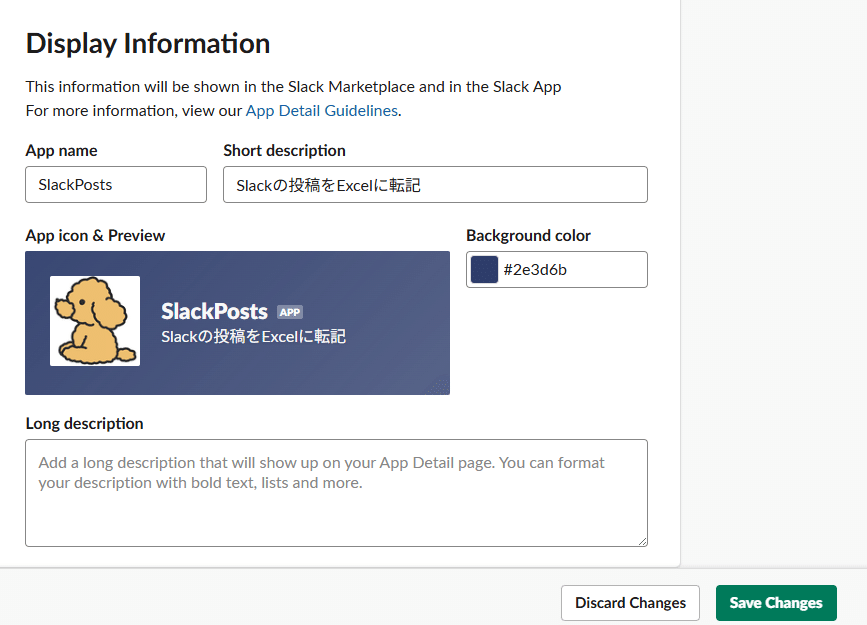 Display Information
This information will be shown in the Slack Marketplace and in the Slack App
For more information, view our App Detail Guidelines.
App name
Short description
SlackPosts
Slackの投稿をExcelに転記
App icon & Preview
Background color
SlackPosts APP
Slackの投稿をExcelに転記
#2e3d6b
Long description
Add a long description that will show up on your App Detail page. You can format
your description with bold text, lists and more.
Discard Changes
Save Changes